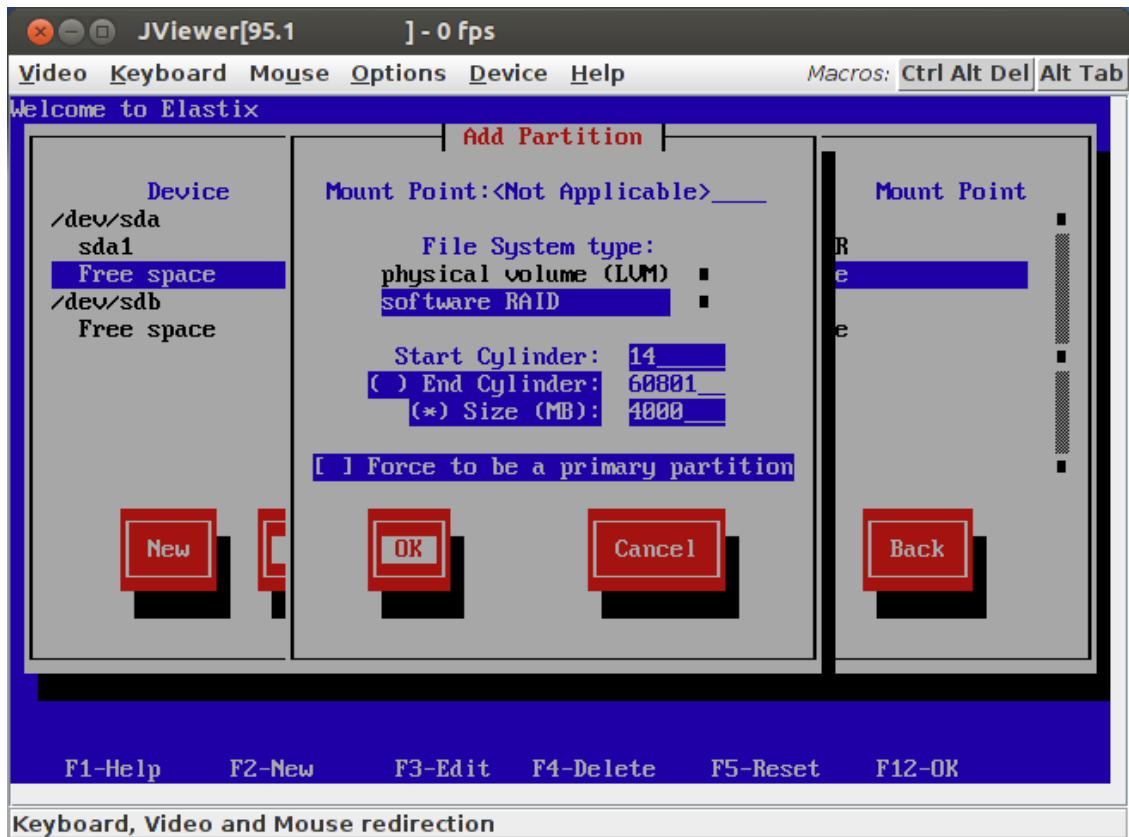 JViewer[95.1 ] - 0 fps
Video Keyboard Mouse Options Device Help Macros: Ctrl Alt Del Alt Tab
Welcome to Elastix
Add Partition
Device Mount Point:<Not Applicable>____ Mount Point
/dev/sda
sda1 File System type: R
Free space physical volume (LVM) e
/dev/sdb software RAID
Free space e
Start Cylinder: 14_____
( ) End Cylinder: 60801__
(*) Size (MB): 4000___
[ ] Force to be a primary partition
New OK Cancel Back
F1-Help F2-New F3-Edit F4-Delete F5-Reset F12-OK
Keyboard, Video and Mouse redirection